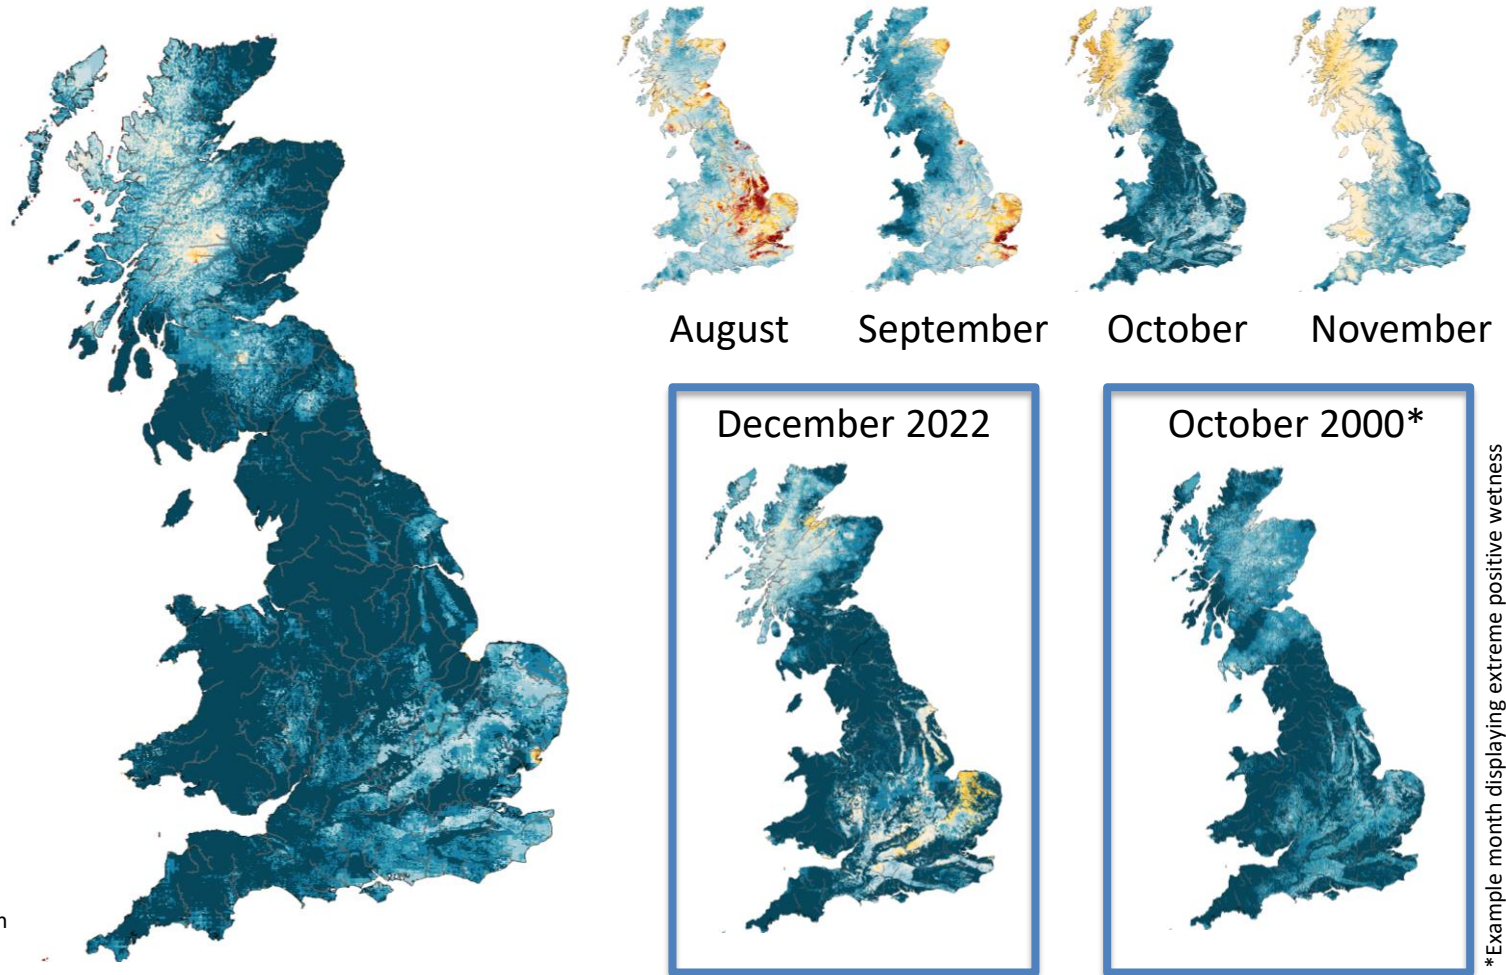 August
September
October
November
December 2022
October 2000*
*Example month displaying extreme positive wetness